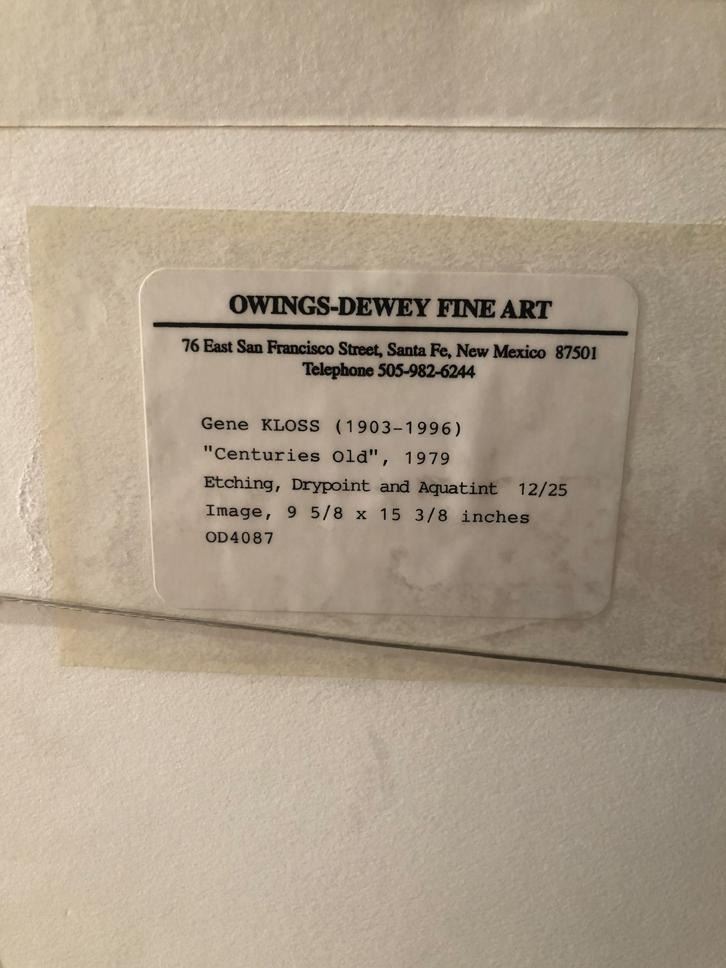 OWINGS-DEWEY FINE ART
76 East San Francisco Street, Santa Fe, New Mexico 87501
Telephone 505-982-6244
Gene KLOSS (1903-1996)
"Centuries Old", 1979
Etching, Drypoint and Aquatint 12/25
Image, 9 5/8 x 15 3/8 inches
OD4087